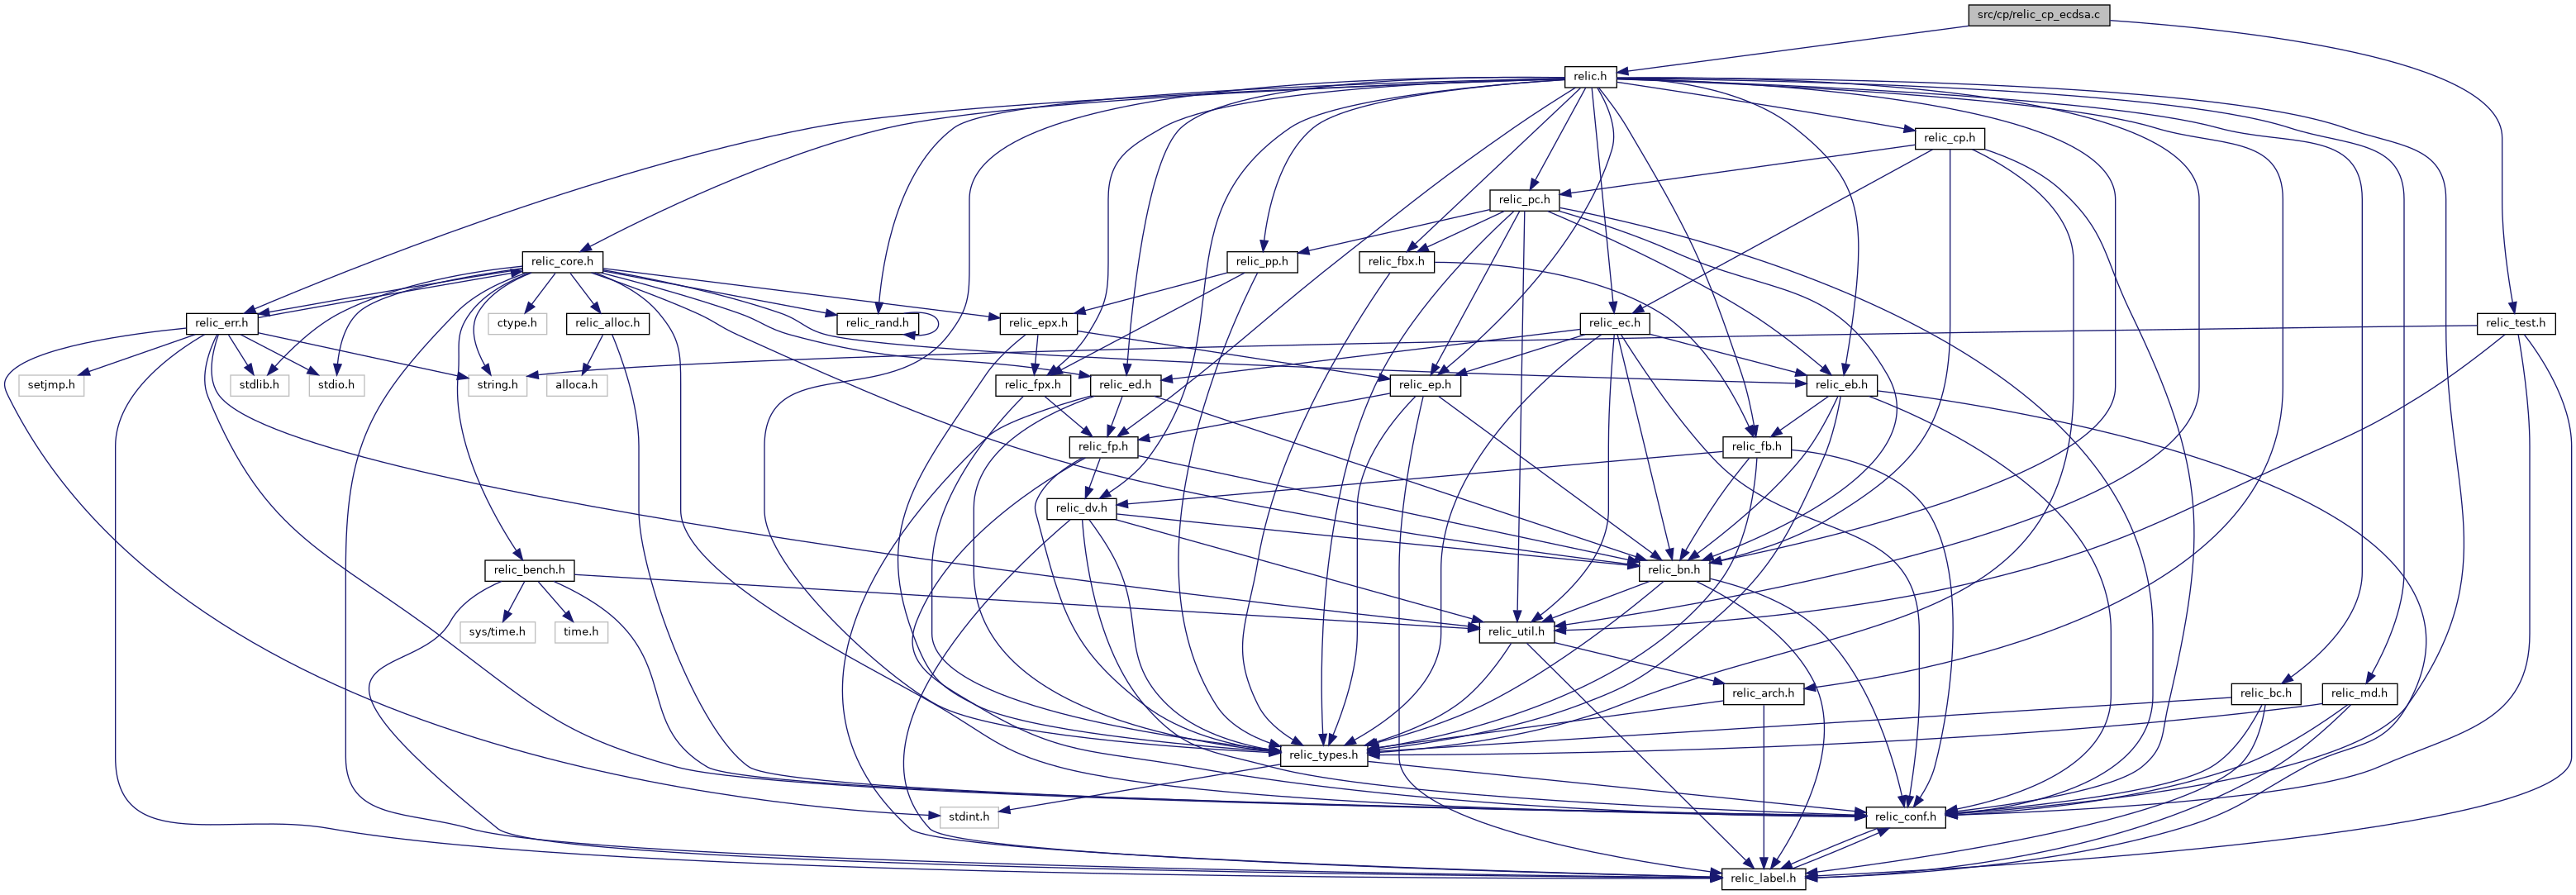 src/cp/relic_cp_ecdsa.c
relic.h
relic_cp.h
relic_pc.h
relic_core.h
relic_pp.h
relic_fbx.h
relic_err.h
ctype.h
relic_alloc.h
relic_rand.h
relic_epx.h
relic_ec.h
relic_test.h
setjmp.h
stdlib.h
stdio.h
string.h
alloca.h
relic_fpx.h
relic_ed.h
relic_ep.h
relic_eb.h
relic_fp.h
relic_fb.h
relic_dv.h
relic_bench.h
relic_bn.h
sys/time.h
time.h
relic_util.h
relic_arch.h
relic_bc.h
relic_md.h
relic_types.h
stdint.h
relic_conf.h
relic_label.h